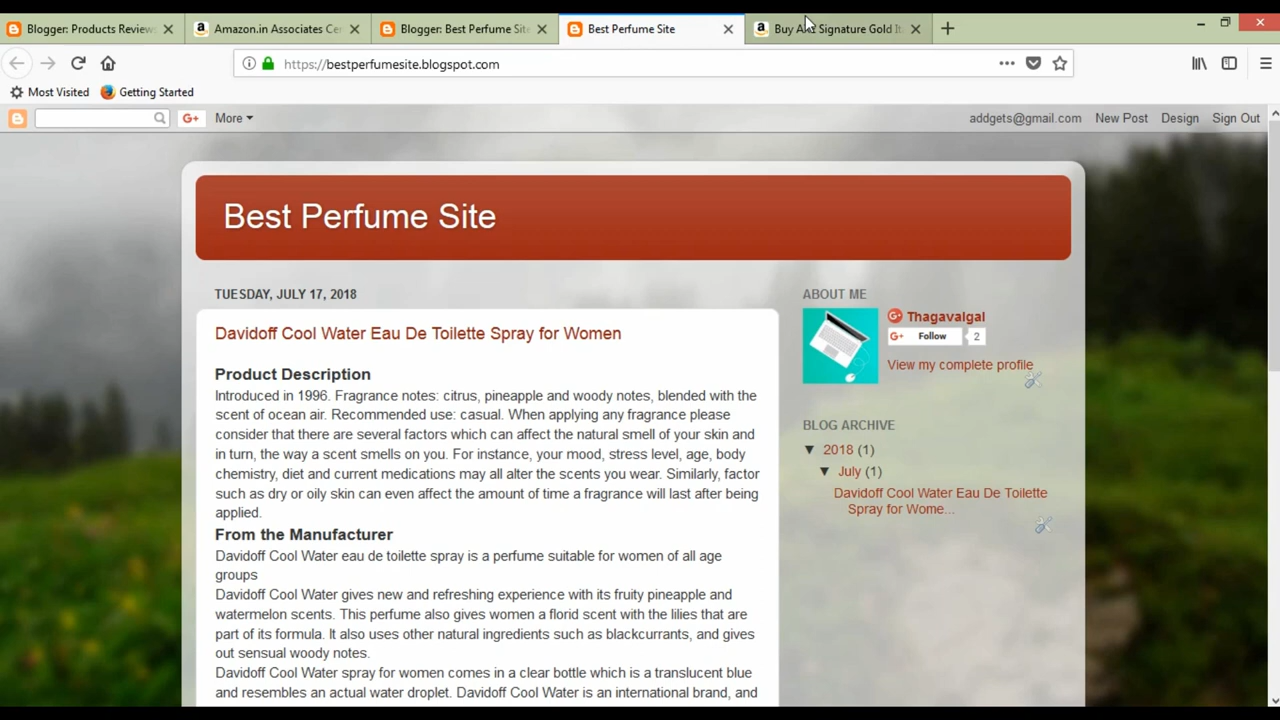 Blogger: Products Reviews
Amazon.in Associates Cen
Blogger: Best Perfume Site
Best Perfume Site
Buy Signature Gold
https://bestperfumesite.blogspot.com
Most Visited
Getting Started
G+
More
addgets@gmail.com
New Post
Design
Sign Out
Best Perfume Site
TUESDAY, JULY 17, 2018
Davidoff Cool Water Eau De Toilette Spray for Women
Product Description
Introduced in 1996. Fragrance notes: citrus, pineapple and woody notes, blended with the
scent of ocean air. Recommended use: casual. When applying any fragrance please
consider that there are several factors which can affect the natural smell of your skin and
in turn, the way a scent smells on you. For instance, your mood, stress level, age, body
chemistry, diet and current medications may all alter the scents you wear. Similarly, factor
such as dry or oily skin can even affect the amount of time a fragrance will last after being
applied.
From the Manufacturer
Davidoff Cool Water eau de toilette spray is a perfume suitable for women of all age
groups
Davidoff Cool Water gives new and refreshing experience with its fruity pineapple and
watermelon scents. This perfume also gives women a florid scent with the lilies that are
part of its formula. It also uses other natural ingredients such as blackcurrants, and gives
out sensual woody notes.
Davidoff Cool Water spray for women comes in a clear bottle which is a translucent blue
and resembles an actual water droplet. Davidoff Cool Water is an international brand, and
ABOUT ME
Thagavalgal
G+ Follow 2
View my complete profile
BLOG ARCHIVE
▼ 2018 (1)
▼ July (1)
Davidoff Cool Water Eau De Toilette
Spray for Wome...